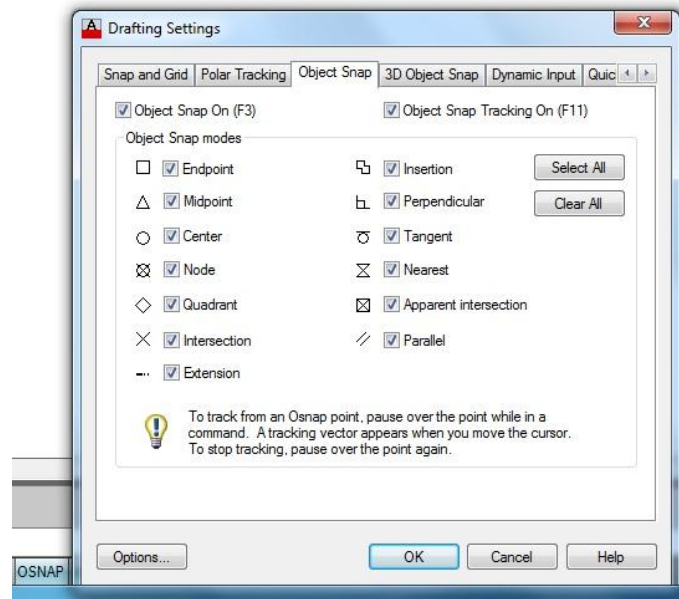 Drafting Settings
Snap and Grid Polar Tracking Object Snap 3D Object Snap Dynamic Input Quic
Object Snap On (F3) Object Snap Tracking On (F11)
Object Snap modes
Endpoint Insertion Select All
Midpoint Perpendicular Clear All
Center Tangent
Node Nearest
Quadrant Apparent intersection
Intersection Parallel
Extension
To track from an Osnap point, pause over the point while in a
command. A tracking vector appears when you move the cursor.
To stop tracking, pause over the point again.
Options... OK Cancel Help
OSNAP